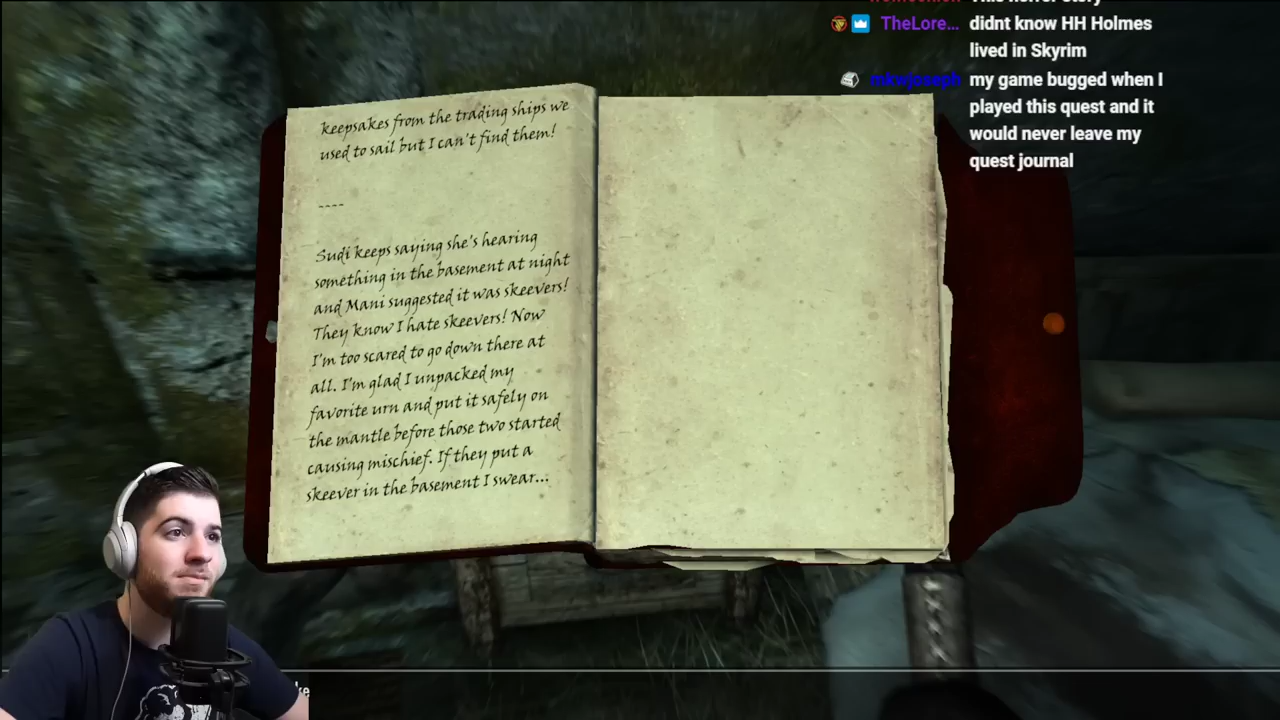 keepsakes from the trading ships we
used to sail but I can't find them!
----
Sudi keeps saying she's hearing
something in the basement at night
and Mani suggested it was skeevers!
They know I hate skeevers! Now
I'm too scared to go down there at
all. I'm glad I unpacked my
favorite urn and put it safely on
the mantle before those two started
causing mischief. If they put a
skeever in the basement I swear...
TheLore... didnt know HH Holmes
lived in Skyrim
mkwjoseph my game bugged when I
played this quest and it
would never leave my
quest journal